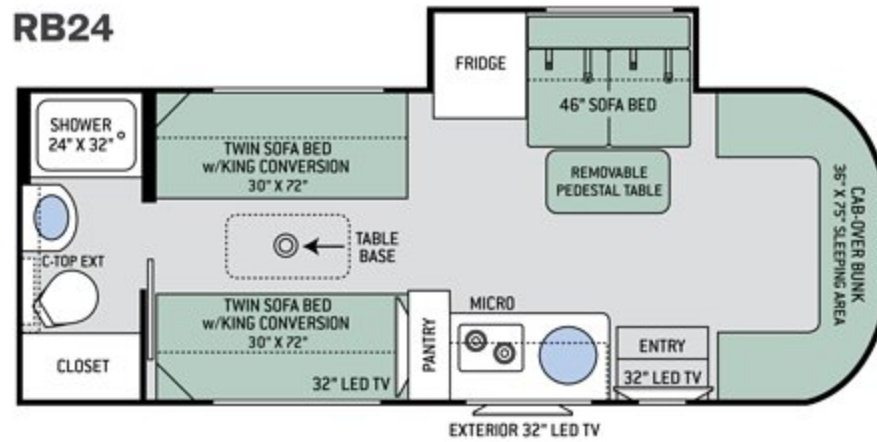 RB24
FRIDGE
46" SOFA BED
REMOVABLE
PEDESTAL TABLE
CAB-OVER BUNK
36" X 75" SLEEPING AREA
SHOWER
24" X 32"
TWIN SOFA BED
w/KING CONVERSION
30" X 72"
C-TOP EXT
TABLE
BASE
TWIN SOFA BED
w/KING CONVERSION
30" X 72"
32" LED TV
CLOSET
PANTRY
MICRO
ENTRY
32" LED TV
EXTERIOR 32" LED TV